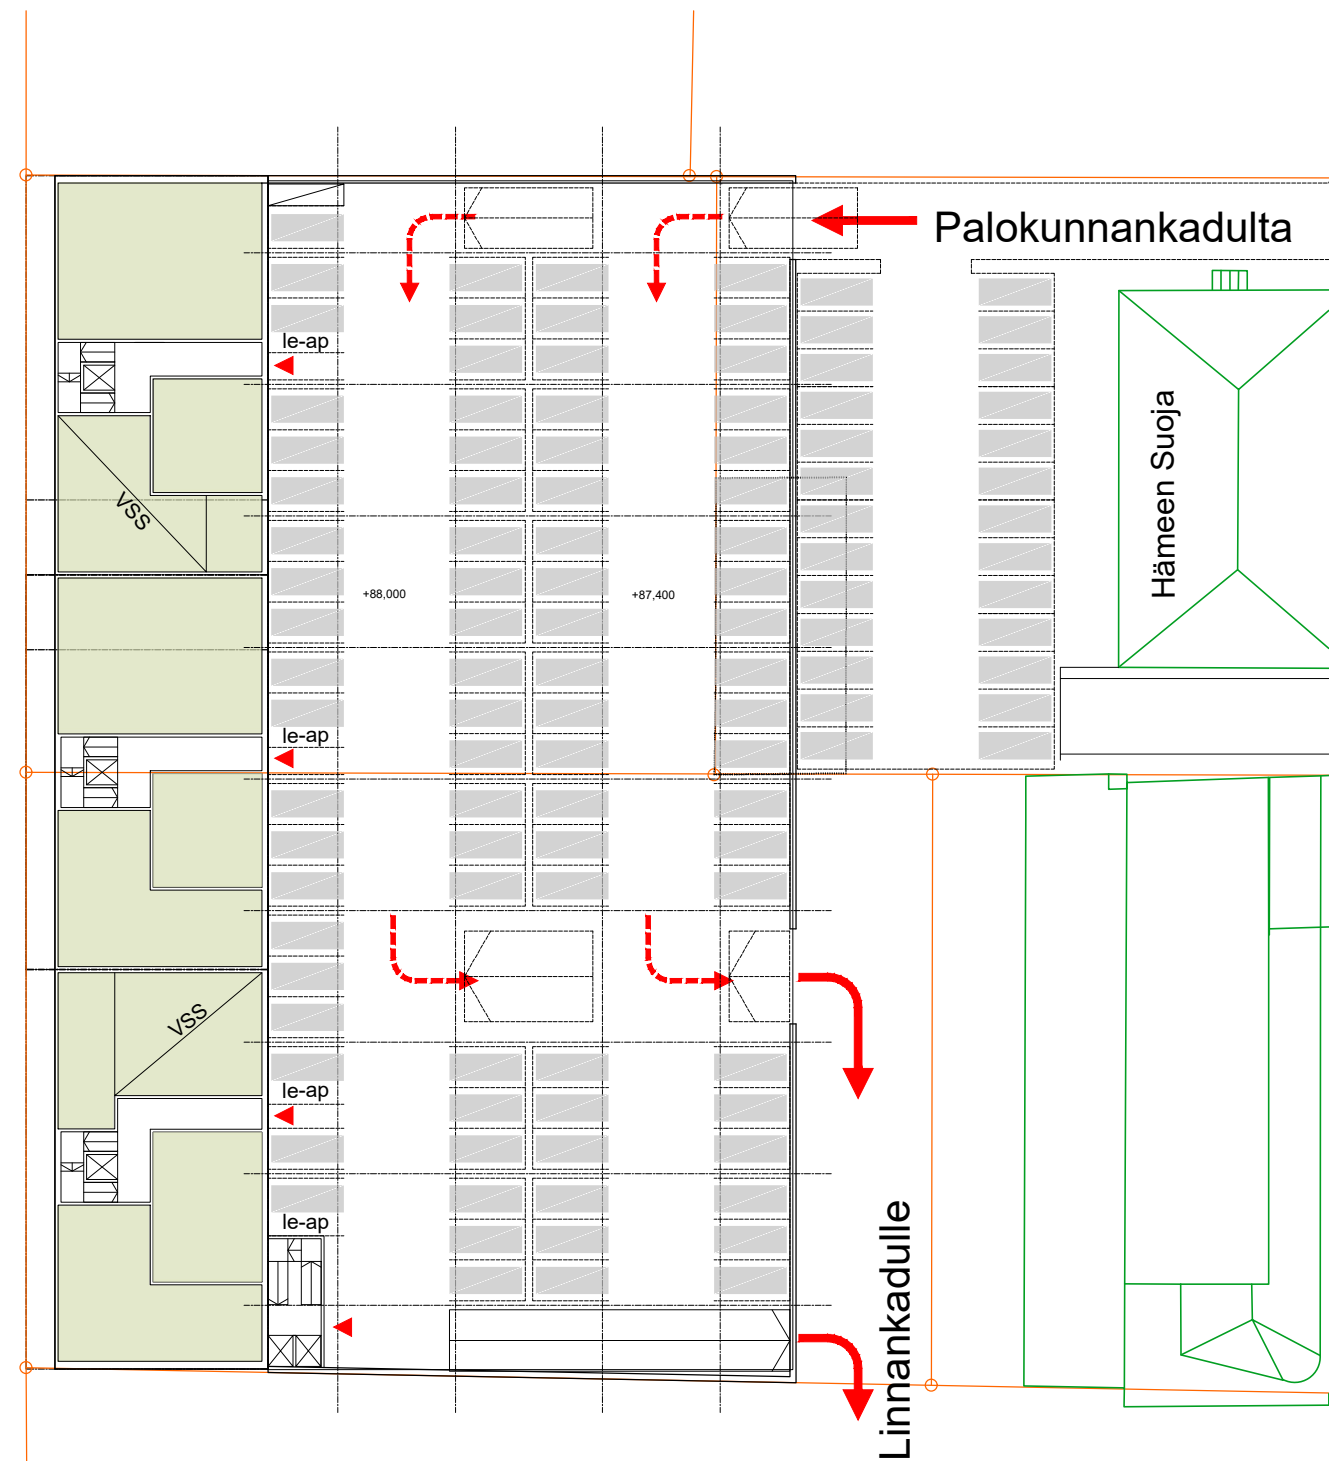 Palokunnankadulta
le-ap
Hämeen Suoja
VSS
+88,000
+87,400
le-ap
VSS
le-ap
le-ap
Linnankadulle